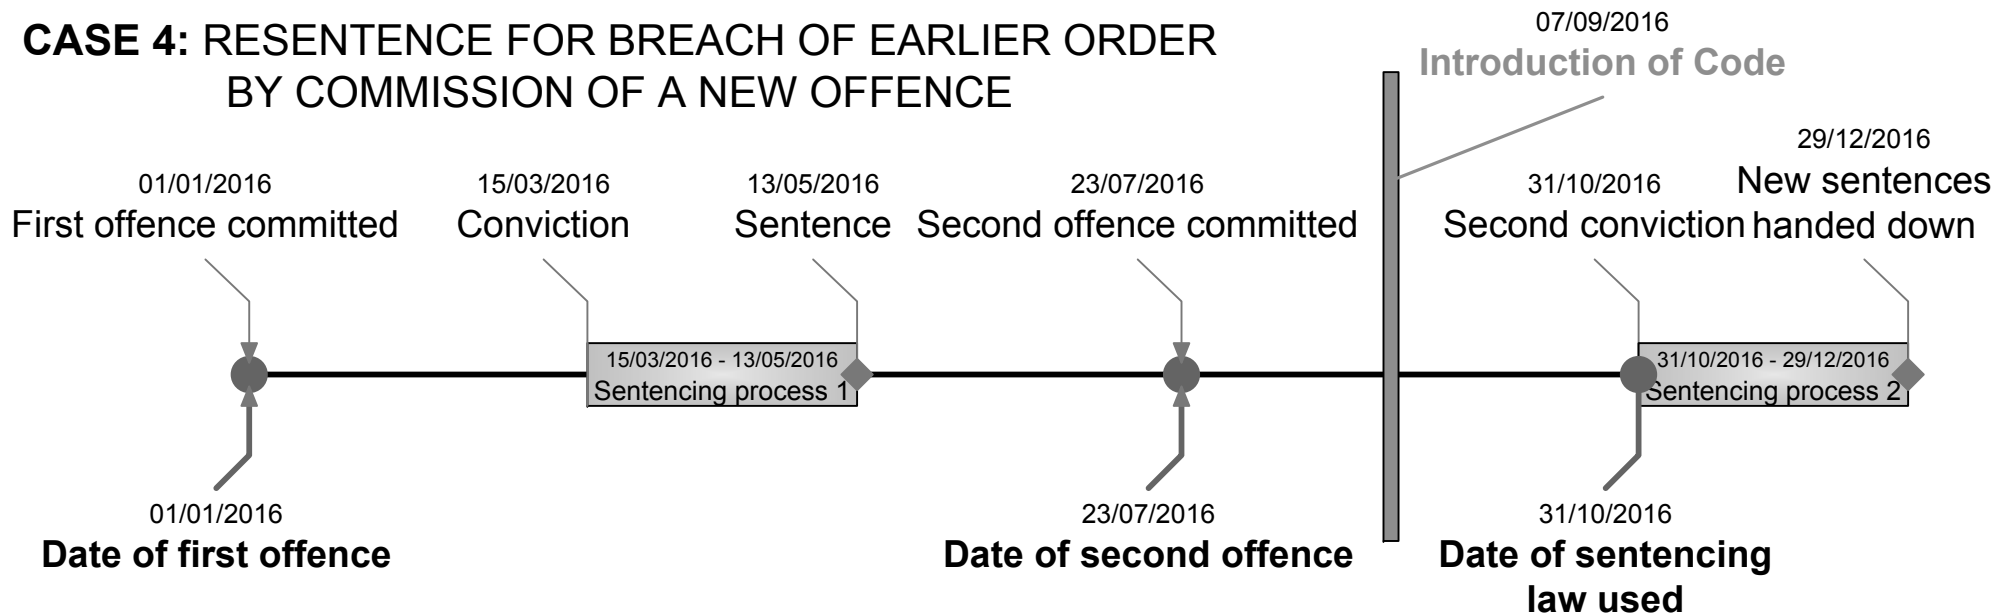 CASE 4: RESENTENCE FOR BREACH OF EARLIER ORDER
BY COMMISSION OF A NEW OFFENCE
07/09/2016
Introduction of Code
01/01/2016
First offence committed
15/03/2016
Conviction
13/05/2016
Sentence
23/07/2016
Second offence committed
31/10/2016
Second conviction
29/12/2016
New sentences
handed down
15/03/2016 - 13/05/2016
Sentencing process 1
31/10/2016 - 29/12/2016
Sentencing process 2
01/01/2016
Date of first offence
23/07/2016
Date of second offence
31/10/2016
Date of sentencing
law used